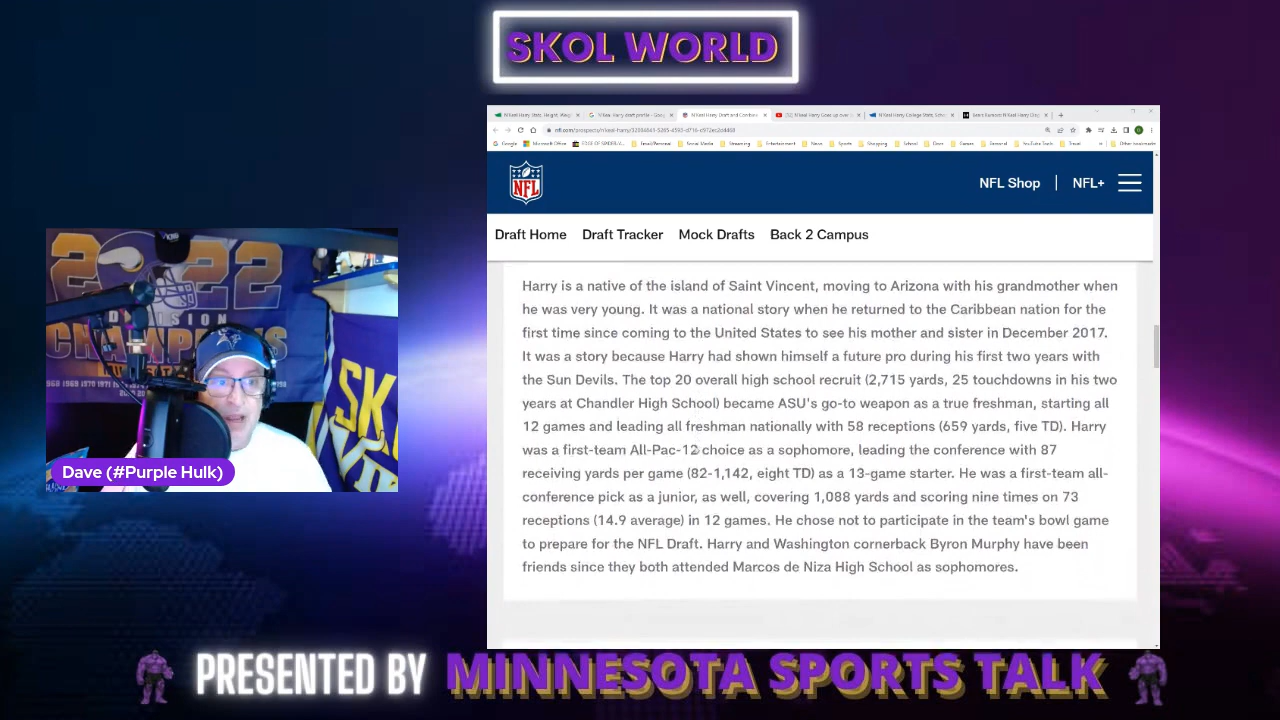 SKOL WORLD
NFL
NFL Shop
NFL+
Draft Home
Draft Tracker
Mock Drafts
Back 2 Campus
Harry is a native of the island of Saint Vincent, moving to Arizona with his grandmother when
he was very young. It was a national story when he returned to the Caribbean nation for the
first time since coming to the United States to see his mother and sister in December 2017.
It was a story because Harry had shown himself a future pro during his first two years with
the Sun Devils. The top 20 overall high school recruit (2,715 yards, 25 touchdowns in his two
years at Chandler High School) became ASU's go-to weapon as a true freshman, starting all
12 games and leading all freshman nationally with 58 receptions (659 yards, five TD). Harry
was a first-team All-Pac-12 choice as a sophomore, leading the conference with 87
receiving yards per game (82-1,142, eight TD) as a 13-game starter. He was a first-team all-
conference pick as a junior, as well, covering 1,088 yards and scoring nine times on 73
receptions (14.9 average) in 12 games. He chose not to participate in the team's bowl game
to prepare for the NFL Draft. Harry and Washington cornerback Byron Murphy have been
friends since they both attended Marcos de Niza High School as sophomores.
2022
DIVISION
CHAMPIONS
SK
Dave (#Purple Hulk)
PRESENTED BY MINNESOTA SPORTS TALK